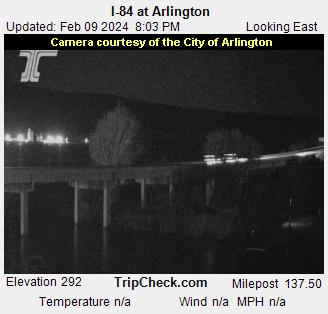 I-84 at Arlington
Updated: Feb 09 2024 8:03 PM Looking East
Camera courtesy of the City of Arlington
Elevation 292 TripCheck.com Milepost 137.50
Temperature n/a Wind n/a MPH n/a